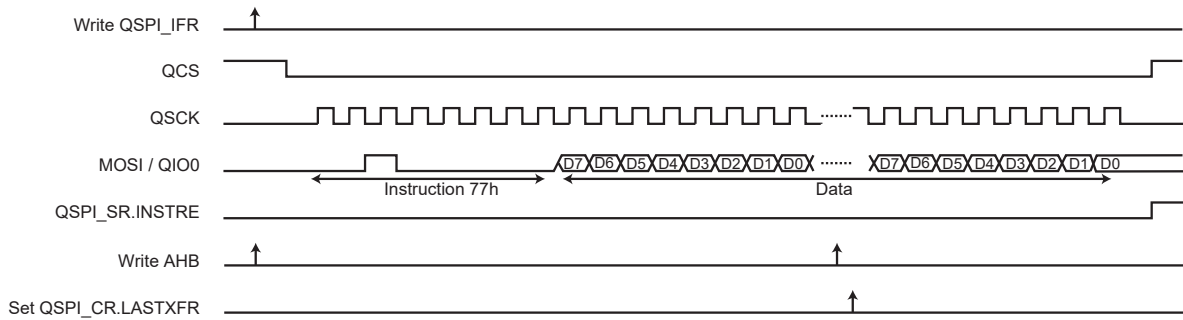 Write QSPI_IFR
QCS
QSCK
MOSI / QIO0
D7 D6 D5 D4 D3 D2 D1 D0 D7 D6 D5 D4 D3 D2 D1 D0
Instruction 77h
Data
QSPI_SR.INSTRE
Write AHB
Set QSPI_CR.LASTXFR